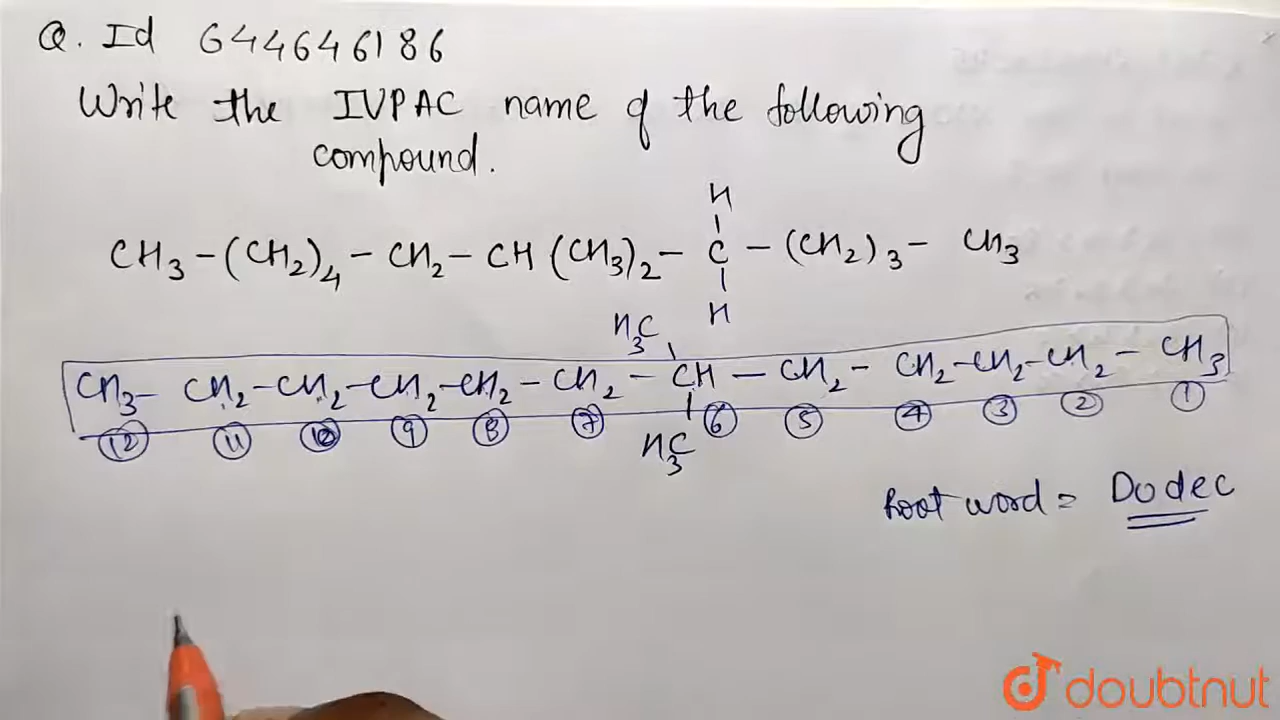 Q. Id 644646186
Write the IUPAC name of the following
compound.
H
CH₃-(CH₂)₄-CH₂-CH(CH₃)₂-C-(CH₂)₃-CH₃
H
H₃C
CH₃-CH₂-CH₂-CH₂-CH₂-CH₂-CH-CH₂-CH₂-CH₂-CH₂-CH₃
⑫ ⑪ ⑩ ⑨ ⑧ ⑦ ⑥ ⑤ ④ ③ ② ①
H₃C
Root word = Dodec
doubtnut